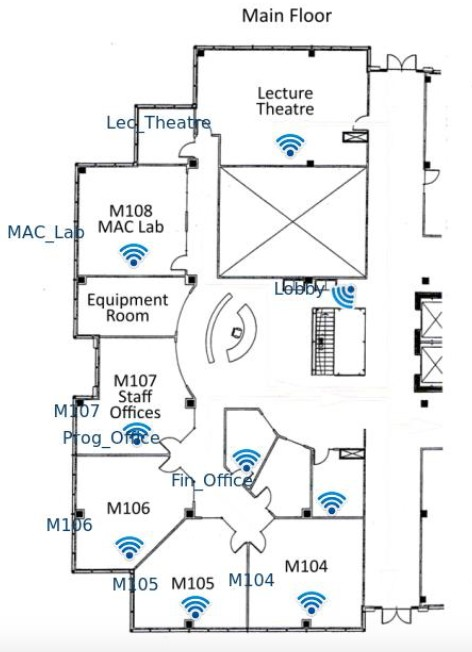 Main Floor
Lecture
Theatre
Lec_Theatre
M108
MAC Lab
MAC_Lab
Lobby
Equipment
Room
M107
Staff
Offices
M107
Prog_Office
Fin_Office
M106
M106
M105
M105
M104
M104